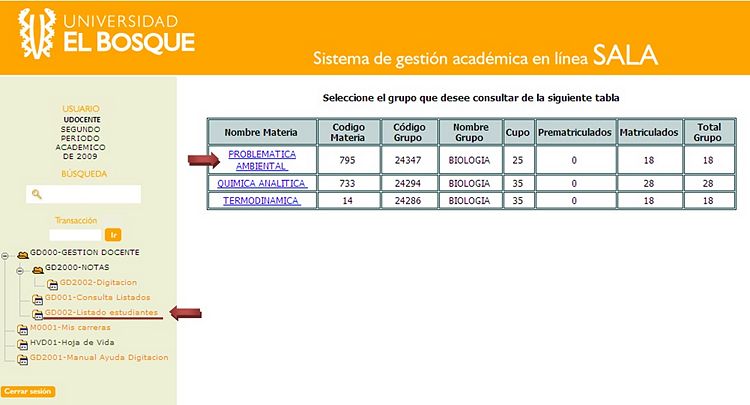 UNIVERSIDAD
EL BOSQUE
Sistema de gestión académica en línea SALA
USUARIO
UDOCENTE
SEGUNDO
PERIODO
ACADEMICO
DE 2009
BÚSQUEDA
Transacción
Ir
GD000-GESTION DOCENTE
GD2000-NOTAS
GD2002-Digitacion
GD001-Consulta Listados
GD002-Listado estudiantes
M0001-Mis carreras
HVD01-Hoja de Vida
GD2001-Manual Ayuda Digitacion
Cerrar sesión
Seleccione el grupo que desee consultar de la siguiente tabla
Nombre Materia Codigo Materia Código Grupo Nombre Grupo Cupo Prematriculados Matriculados Total Grupo
PROBLEMATICA AMBIENTAL 795 24347 BIOLOGIA 25 0 18 18
QUIMICA ANALITICA 733 24294 BIOLOGIA 35 0 28 28
TERMODINAMICA 14 24286 BIOLOGIA 35 0 18 18